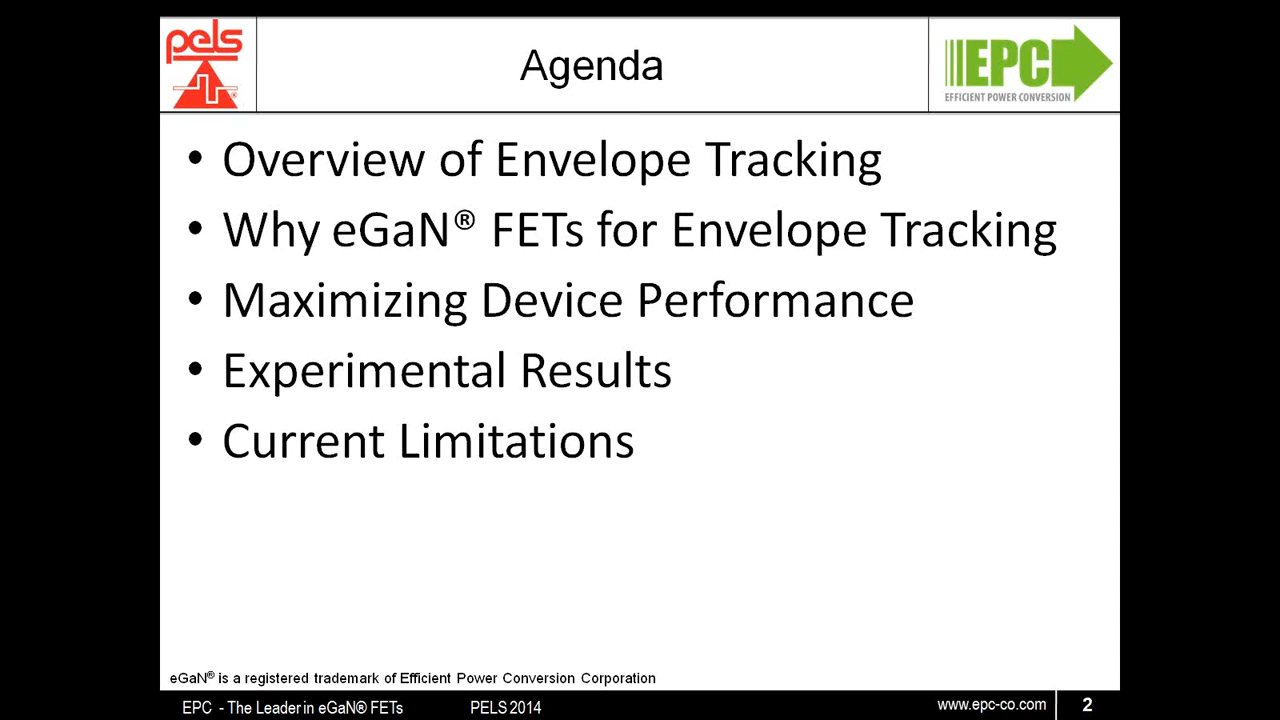 pels
Agenda
EPC
EFFICIENT POWER CONVERSION
• Overview of Envelope Tracking
• Why eGaN® FETs for Envelope Tracking
• Maximizing Device Performance
• Experimental Results
• Current Limitations
eGaN® is a registered trademark of Efficient Power Conversion Corporation
EPC - The Leader in eGaN® FETs PELS 2014 www.epc-co.com 2